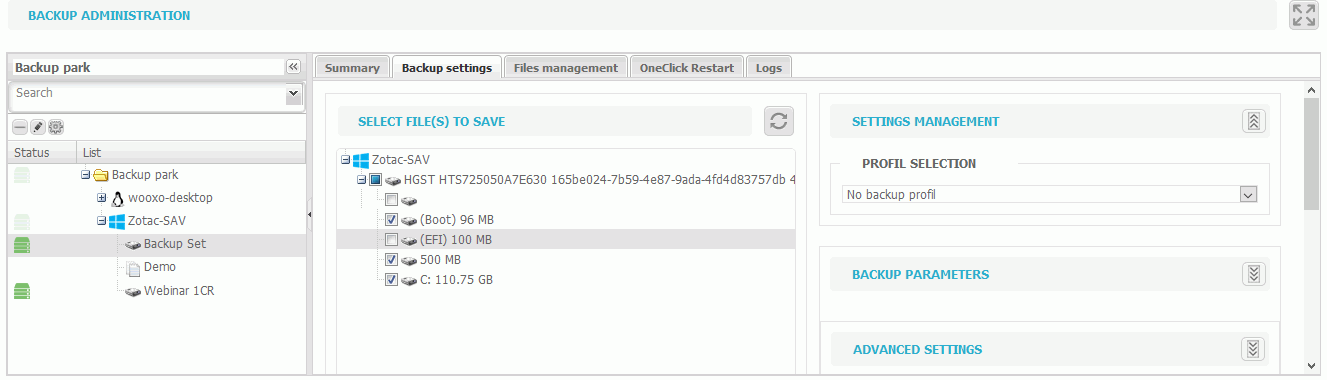 BACKUP ADMINISTRATION
Backup park
Search
Status List
Backup park
wooxo-desktop
Zotac-SAV
Backup Set
Demo
Webinar 1CR
Summary Backup settings Files management OneClick Restart Logs
SELECT FILE(S) TO SAVE
Zotac-SAV
HGST HTS725050A7E630 165be024-7b59-4e87-9ada-4fd4d83757db 4
(Boot) 96 MB
(EFI) 100 MB
500 MB
C: 110.75 GB
SETTINGS MANAGEMENT
PROFIL SELECTION
No backup profil
BACKUP PARAMETERS
ADVANCED SETTINGS